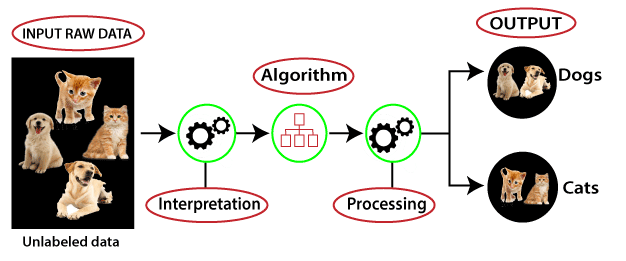 INPUT RAW DATA
Unlabeled data
Interpretation
Algorithm
Processing
OUTPUT
Dogs
Cats